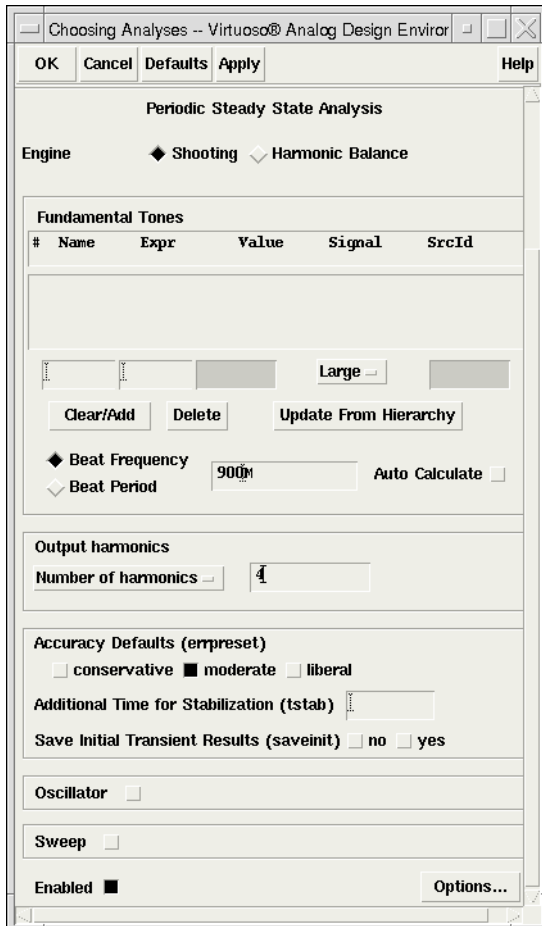 Choosing Analyses -- Virtuoso® Analog Design Enviror
OK Cancel Defaults Apply Help
Periodic Steady State Analysis
Engine Shooting Harmonic Balance
Fundamental Tones
# Name Expr Value Signal SrcId
Large
Clear/Add Delete Update From Hierarchy
Beat Frequency
900M Auto Calculate
Beat Period
Output harmonics
Number of harmonics 4
Accuracy Defaults (errpreset)
conservative moderate liberal
Additional Time for Stabilization (tstab)
Save Initial Transient Results (saveinit) no yes
Oscillator
Sweep
Enabled Options...